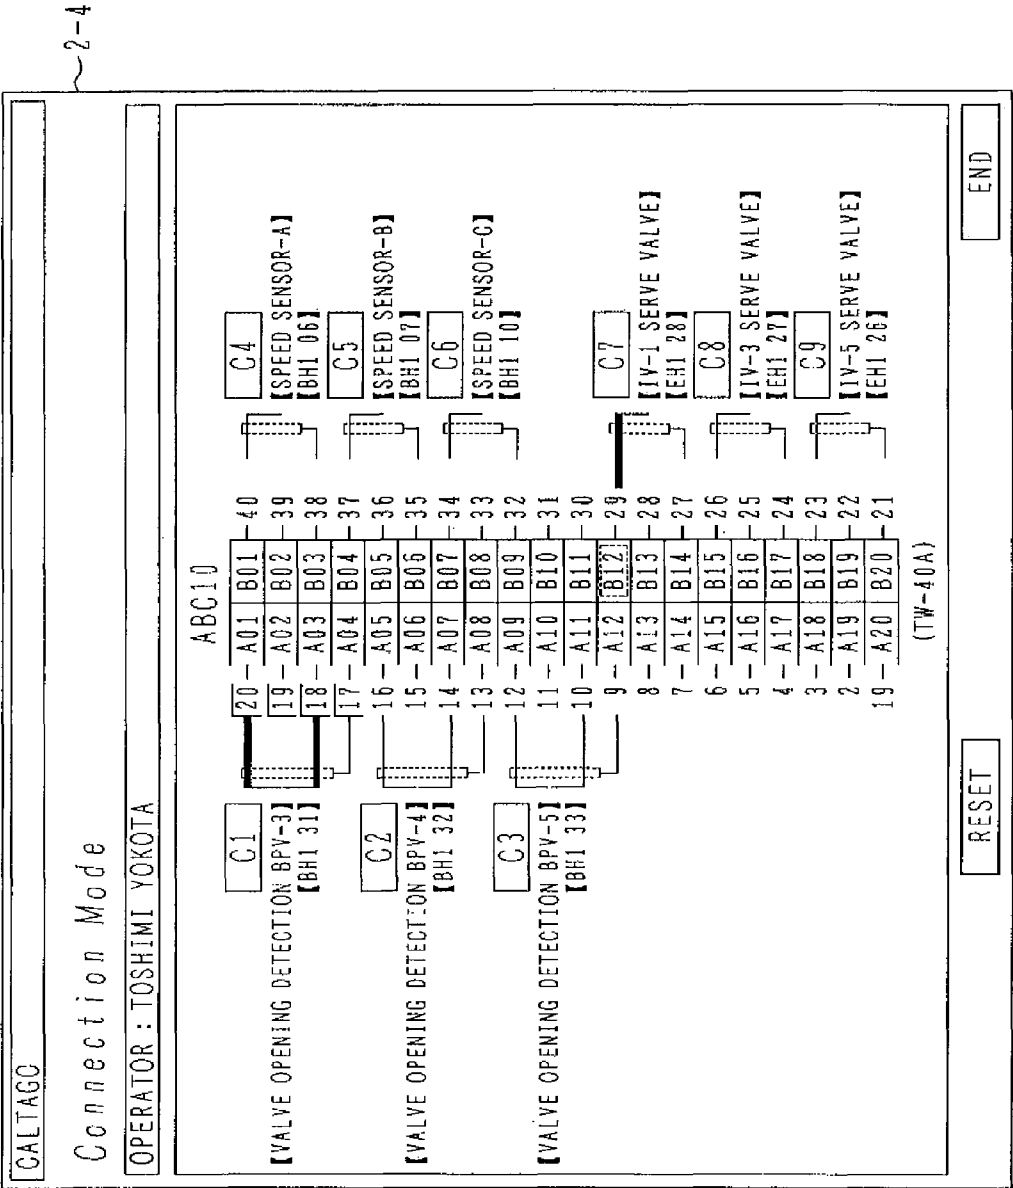 2-4
CALTAGO
Connection Mode
OPERATOR : TOSHIMI YOKOTA
ABC1D
C1 20 – A01 B01 – 40 C4
【VALVE OPENING DETECTION BPV-3】 19 – A02 B02 – 39 【SPEED SENSOR-A】
【BH1 31】 18 – A03 B03 – 38 【BH1 06】
17 – A04 B04 – 37 C5
C2 16 – A05 B05 – 36 【SPEED SENSOR-B】
【VALVE OPENING DETECTION BPV-4】 15 – A06 B06 – 35 【BH1 07】
【BH1 32】 14 – A07 B07 – 34 C6
13 – A08 B08 – 33 【SPEED SENSOR-C】
C3 12 – A09 B09 – 32 【BH1 10】
【VALVE OPENING DETECTION BPV-5】 11 – A10 B10 – 31
【BH1 33】 10 – A11 B11 – 30
9 – A12 B12 – 29 C7
8 – A13 B13 – 28 【IV-1 SERVE VALVE】
7 – A14 B14 – 27 【EH1 28】
6 – A15 B15 – 26 C8
5 – A16 B16 – 25 【IV-3 SERVE VALVE】
4 – A17 B17 – 24 【EH1 27】
3 – A18 B18 – 23 C9
2 – A19 B19 – 22 【IV-5 SERVE VALVE】
19 – A20 B20 – 21 【EH1 26】
(TW-40A)
RESET END